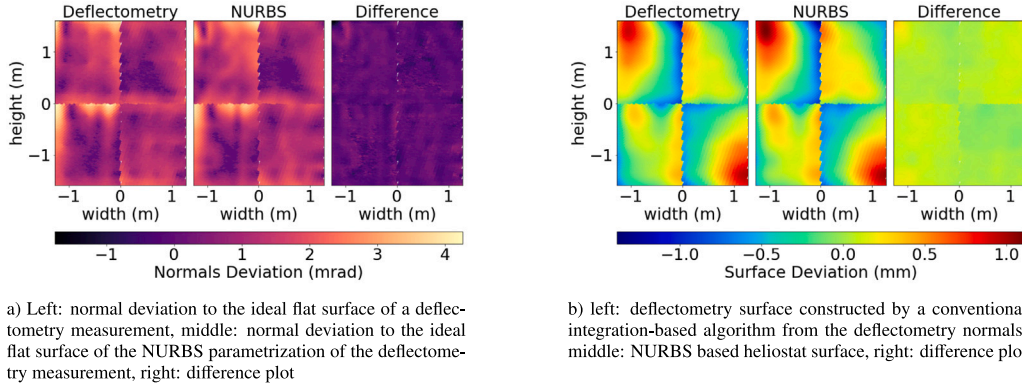 Deflectometry NURBS Difference
height (m)
1
0
−1
−1 0 1 −1 0 1 −1 0 1
width (m) width (m) width (m)
−1 0 1 2 3 4
Normals Deviation (mrad)
a) Left: normal deviation to the ideal flat surface of a deflec-
tometry measurement, middle: normal deviation to the ideal
flat surface of the NURBS parametrization of the deflectome-
try measurement, right: difference plot
Deflectometry NURBS Difference
height (m)
1
0
−1
−1 0 1 −1 0 1 −1 0 1
width (m) width (m) width (m)
−1.0 −0.5 0.0 0.5 1.0
Surface Deviation (mm)
b) left: deflectometry surface constructed by a conventiona
integration-based algorithm from the deflectometry normals
middle: NURBS based heliostat surface, right: difference plo